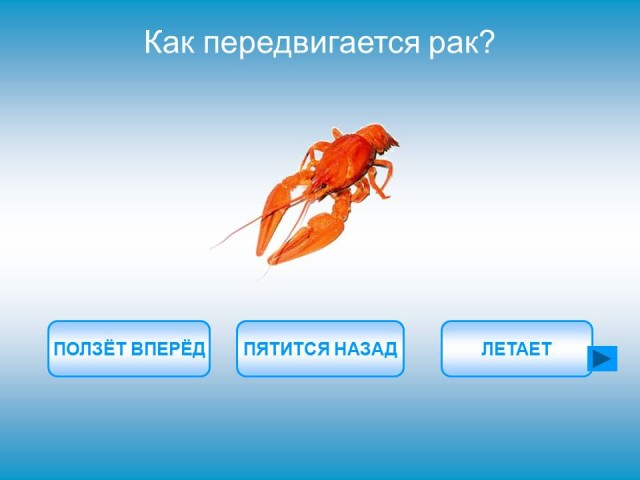 Как передвигается рак?
ПОЛЗЁТ ВПЕРЁД
ПЯТИТСЯ НАЗАД
ЛЕТАЕТ